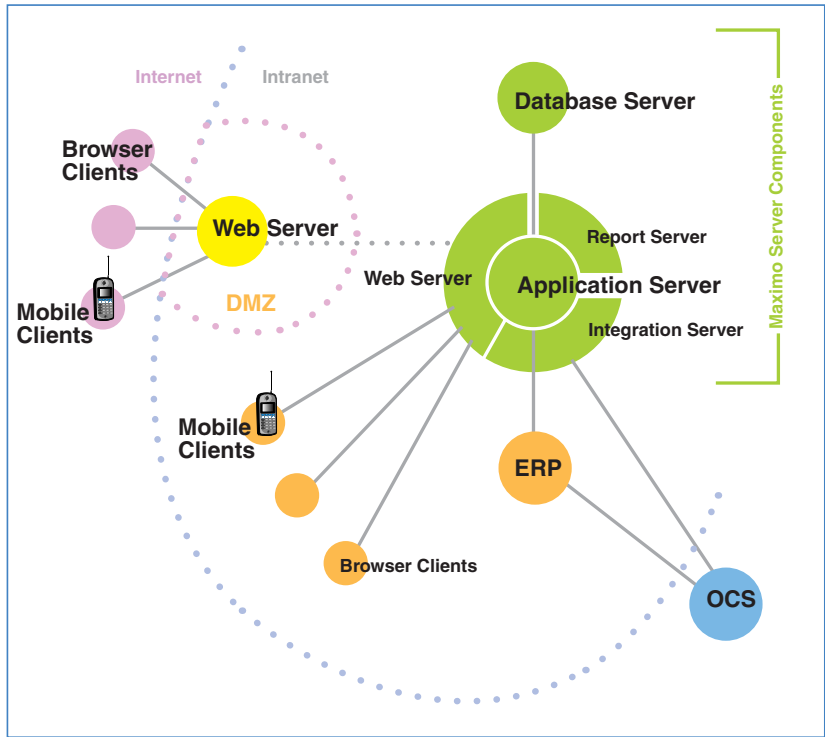 Internet
Intranet
Database Server
Browser
Clients
Web Server
Report Server
Web Server
Application Server
DMZ
Mobile
Clients
Integration Server
Maximo Server Components
Mobile
Clients
ERP
Browser Clients
OCS